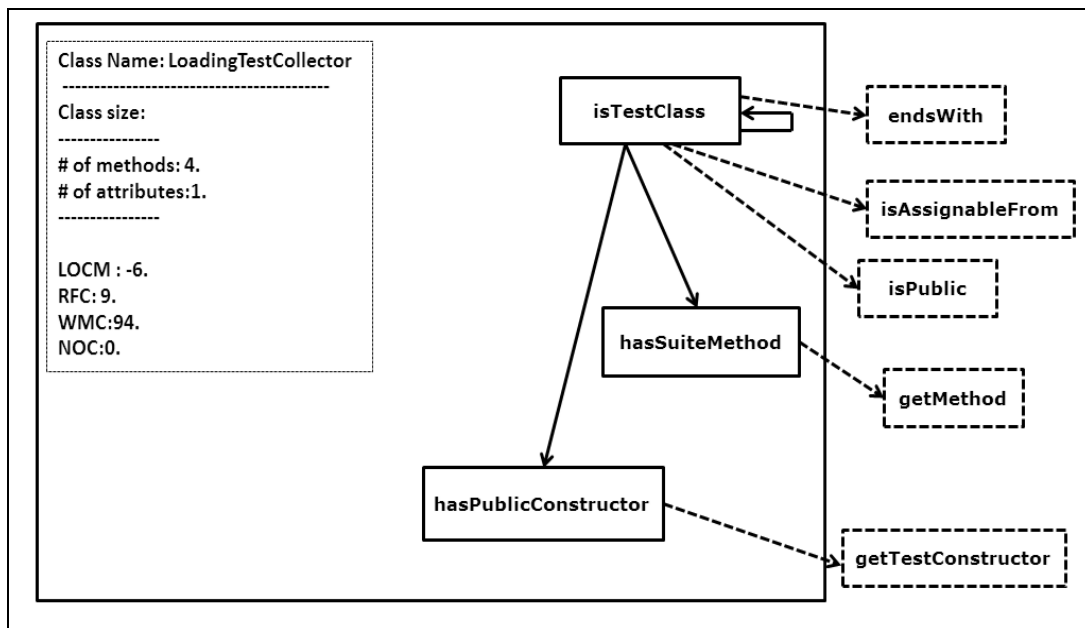 Class Name: LoadingTestCollector
------------------------------------------
Class size:
----------------
# of methods: 4.
# of attributes:1.
----------------
LOCM : -6.
RFC: 9.
WMC:94.
NOC:0.
isTestClass
endsWith
isAssignableFrom
isPublic
hasSuiteMethod
getMethod
hasPublicConstructor
getTestConstructor